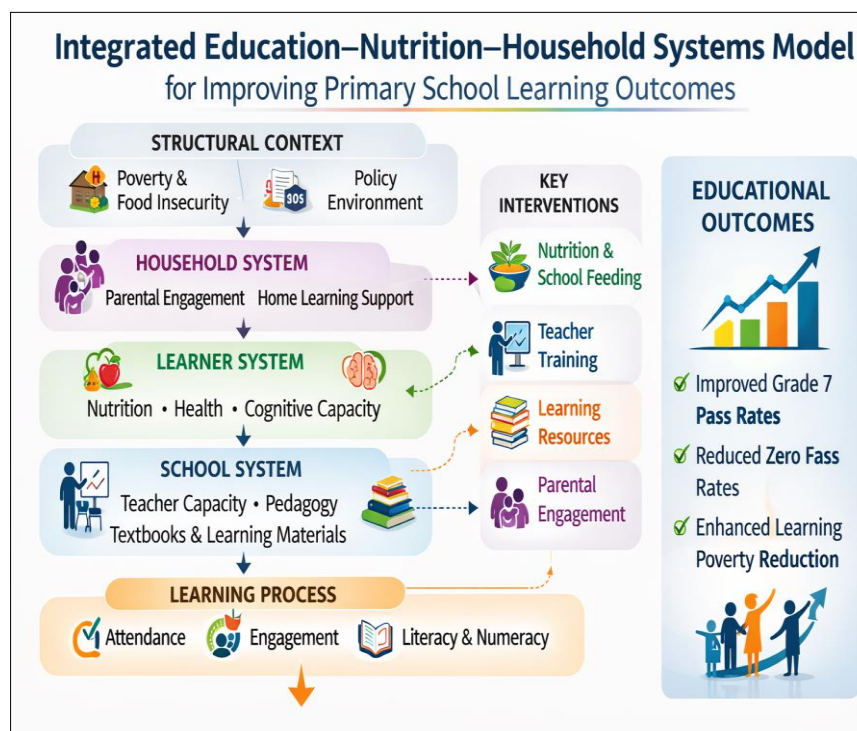 Integrated Education–Nutrition–Household Systems Model
for Improving Primary School Learning Outcomes
STRUCTURAL CONTEXT
Poverty &
Food Insecurity
Policy
Environment
HOUSEHOLD SYSTEM
Parental Engagement Home Learning Support
LEARNER SYSTEM
Nutrition • Health • Cognitive Capacity
SCHOOL SYSTEM
Teacher Capacity • Pedagogy
Textbooks & Learning Materials
LEARNING PROCESS
Attendance
Engagement
Literacy & Numeracy
KEY
INTERVENTIONS
Nutrition &
School Feeding
Teacher
Training
Learning
Resources
Parental
Engagement
EDUCATIONAL
OUTCOMES
Improved Grade 7
Pass Rates
Reduced Zero Fass
Rates
Enhanced Learning
Poverty Reduction